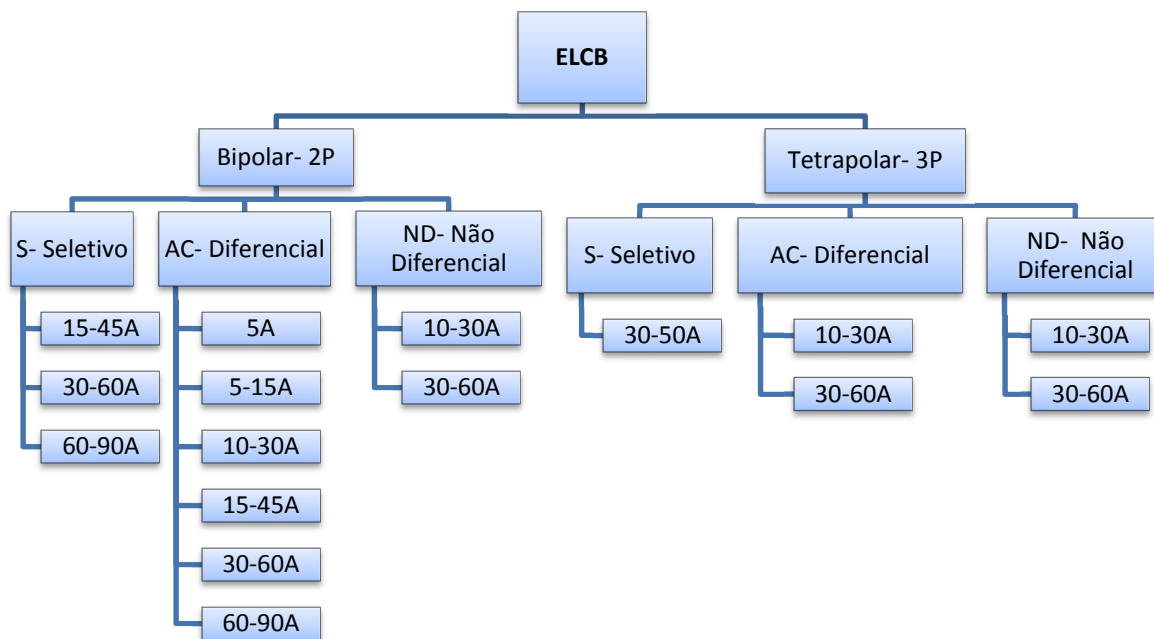 ELCB
Bipolar- 2P
Tetrapolar- 3P
S- Seletivo
AC- Diferencial
ND- Não
Diferencial
S- Seletivo
AC- Diferencial
ND- Não
Diferencial
15-45A
30-60A
60-90A
5A
5-15A
10-30A
15-45A
30-60A
60-90A
10-30A
30-60A
30-50A
10-30A
30-60A
10-30A
30-60A